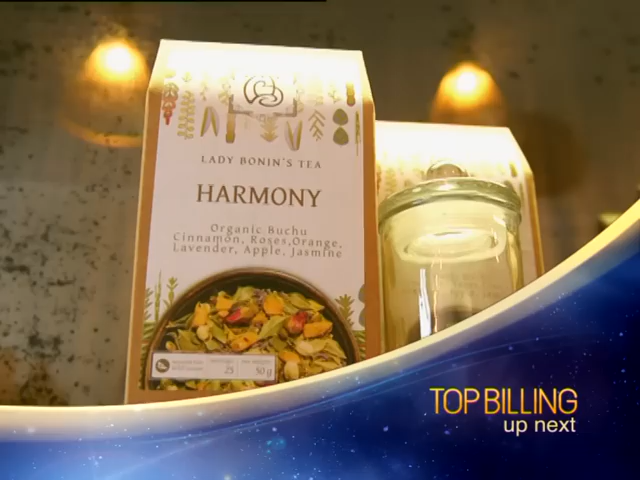 LADY BONIN'S TEA
HARMONY
Organic Buchu
Cinnamon, Roses,Orange,
Lavender, Apple, Jasmine
25
50 g
TOP BILLING
up next